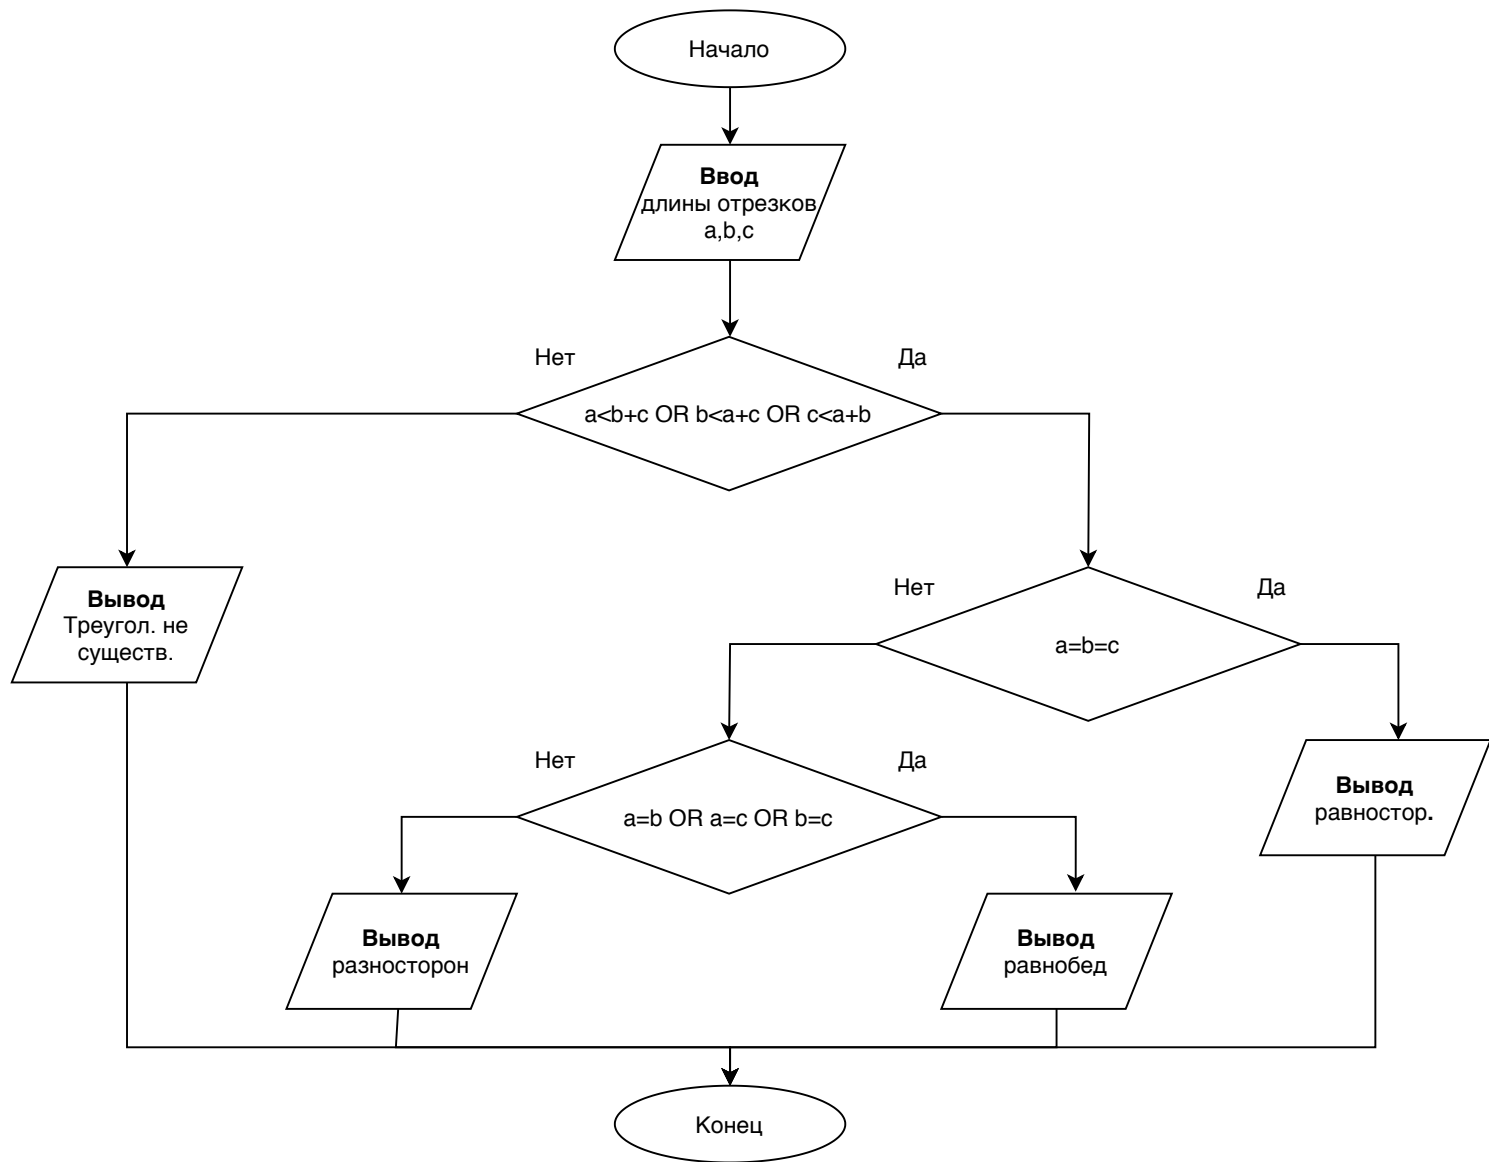 Начало
Ввод
длины отрезков
a,b,c
Нет
Да
a<b+c OR b<a+c OR c<a+b
Вывод
Треугол. не
существ.
Нет
Да
a=b=c
Нет
Да
a=b OR a=c OR b=c
Вывод
равностор.
Вывод
разносторон
Вывод
равнобед
Конец